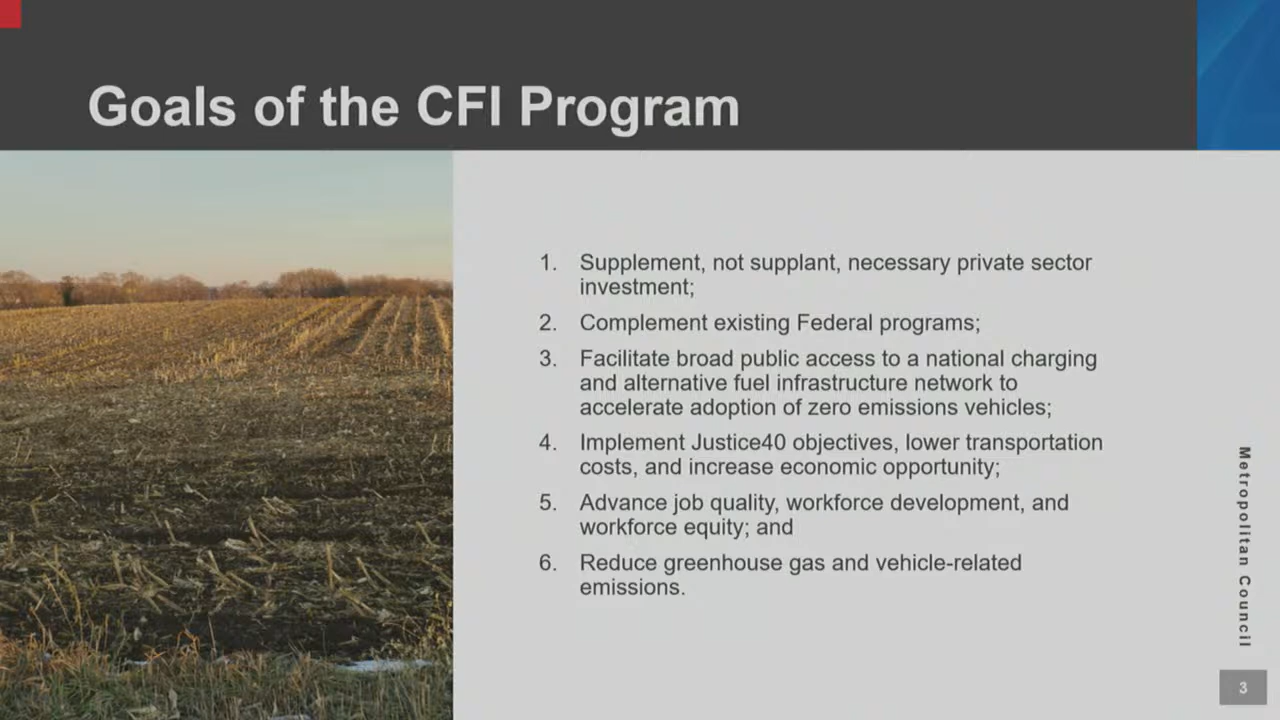 Goals of the CFI Program
1. Supplement, not supplant, necessary private sector
investment;
2. Complement existing Federal programs;
3. Facilitate broad public access to a national charging
and alternative fuel infrastructure network to
accelerate adoption of zero emissions vehicles;
4. Implement Justice40 objectives, lower transportation
costs, and increase economic opportunity;
5. Advance job quality, workforce development, and
workforce equity; and
6. Reduce greenhouse gas and vehicle-related
emissions.
Metropolitan Council
3